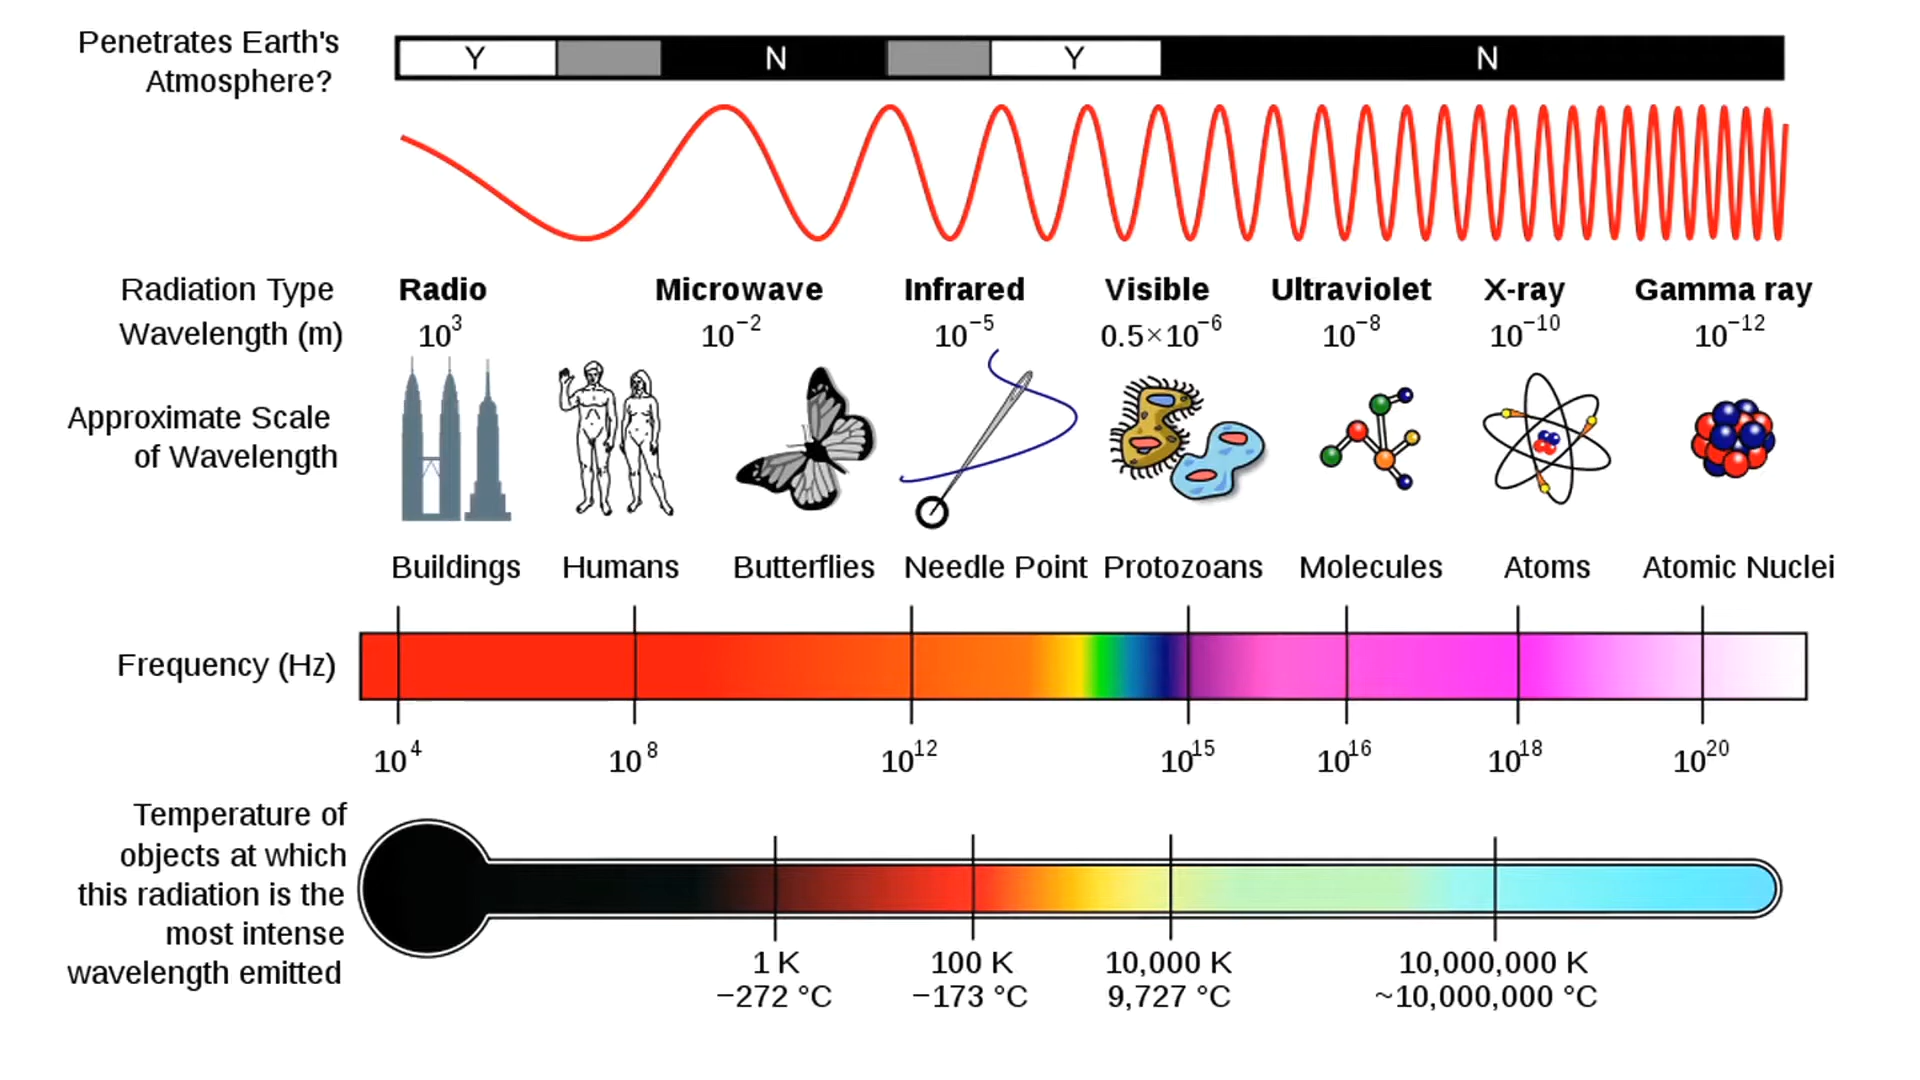 Penetrates Earth's
Atmosphere?
Y N Y N
Radiation Type Radio Microwave Infrared Visible Ultraviolet X-ray Gamma ray
Wavelength (m) 10³ 10⁻² 10⁻⁵ 0.5×10⁻⁶ 10⁻⁸ 10⁻¹⁰ 10⁻¹²
Approximate Scale
of Wavelength
Buildings Humans Butterflies Needle Point Protozoans Molecules Atoms Atomic Nuclei
Frequency (Hz)
10⁴ 10⁸ 10¹² 10¹⁵ 10¹⁶ 10¹⁸ 10²⁰
Temperature of
objects at which
this radiation is the
most intense
wavelength emitted
1 K 100 K 10,000 K 10,000,000 K
−272 °C −173 °C 9,727 °C ~10,000,000 °C